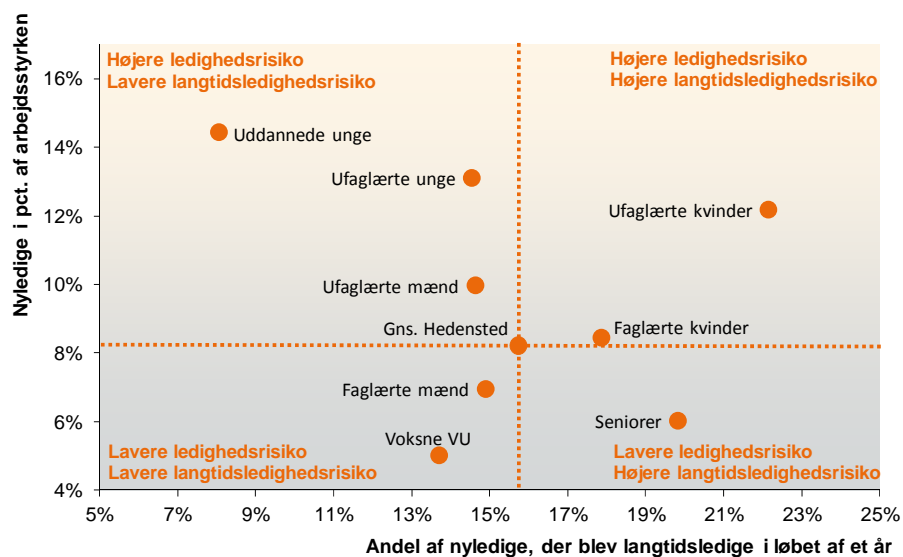 Nyledige i pct. af arbejdsstyrken
Højere ledighedsrisiko
Lavere langtidsledighedsrisiko
Højere ledighedsrisiko
Højere langtidsledighedsrisiko
16%
14%
12%
10%
8%
6%
4%
Uddannede unge
Ufaglærte unge
Ufaglærte kvinder
Ufaglærte mænd
Gns. Hedensted
Faglærte kvinder
Faglærte mænd
Seniorer
Voksne VU
Lavere ledighedsrisiko
Lavere langtidsledighedsrisiko
Lavere ledighedsrisiko
Højere langtidsledighedsrisiko
5% 7% 9% 11% 13% 15% 17% 19% 21% 23% 25%
Andel af nyledige, der blev langtidsledige i løbet af et år